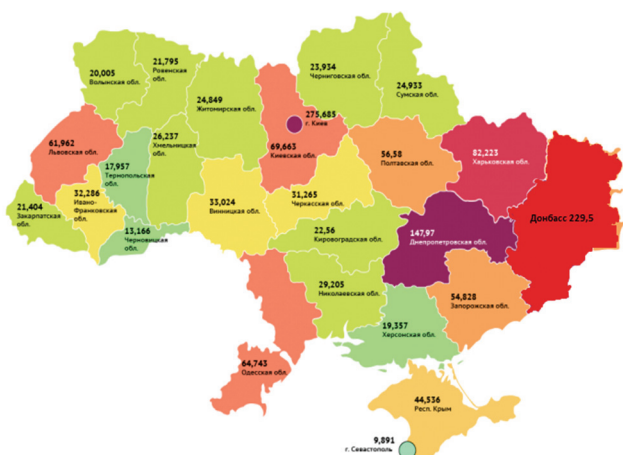 23,934
Черниговская обл.
21,795
Ровенская
обл.
20,005
Волынская обл.
24,933
Сумская обл.
24,849
Житомирская обл.
275,685
г. Киев
26,237
Хмельницкая
обл.
61,962
Львовская обл.
69,663
Киевская обл.
56,58
Полтавская обл.
82,223
Харьковская обл.
17,957
Тернопольская
обл.
32,286
Ивано-
Франковская
обл.
33,024
Винницкая обл.
31,265
Черкасская обл.
21,404
Закарпатская
обл.
Донбасс 229,5
13,166
Черновицкая
обл.
22,56
Кировоградская обл.
147,97
Днепропетровская обл.
29,205
Николаевская обл.
54,828
Запорожская обл.
19,357
Херсонская обл.
64,743
Одесская обл.
44,536
Респ. Крым
9,891
г. Севастополь